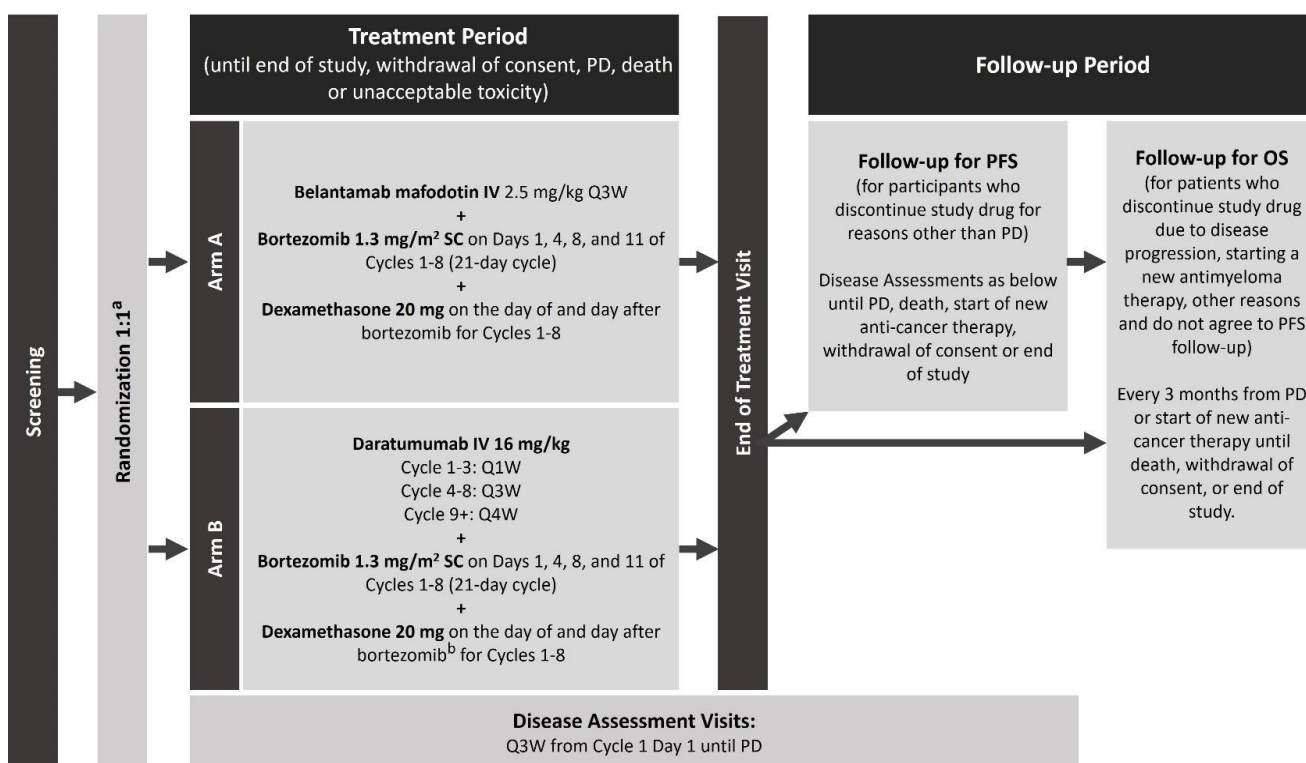 Screening
Randomization 1:1ᵃ
Treatment Period
(until end of study, withdrawal of consent, PD, death
or unacceptable toxicity)
Arm A
Belantamab mafodotin IV 2.5 mg/kg Q3W
+
Bortezomib 1.3 mg/m² SC on Days 1, 4, 8, and 11 of
Cycles 1-8 (21-day cycle)
+
Dexamethasone 20 mg on the day of and day after
bortezomib for Cycles 1-8
Arm B
Daratumumab IV 16 mg/kg
Cycle 1-3: Q1W
Cycle 4-8: Q3W
Cycle 9+: Q4W
+
Bortezomib 1.3 mg/m² SC on Days 1, 4, 8, and 11 of
Cycles 1-8 (21-day cycle)
+
Dexamethasone 20 mg on the day of and day after
bortezomibᵇ for Cycles 1-8
End of Treatment Visit
Follow-up Period
Follow-up for PFS
(for participants who
discontinue study drug for
reasons other than PD)
Disease Assessments as below
until PD, death, start of new
anti-cancer therapy,
withdrawal of consent or end
of study
Follow-up for OS
(for patients who
discontinue study drug
due to disease
progression, starting a
new antimyeloma
therapy, other reasons
and do not agree to PFS
follow-up)
Every 3 months from PD
or start of new anti-
cancer therapy until
death, withdrawal of
consent, or end of
study.
Disease Assessment Visits:
Q3W from Cycle 1 Day 1 until PD